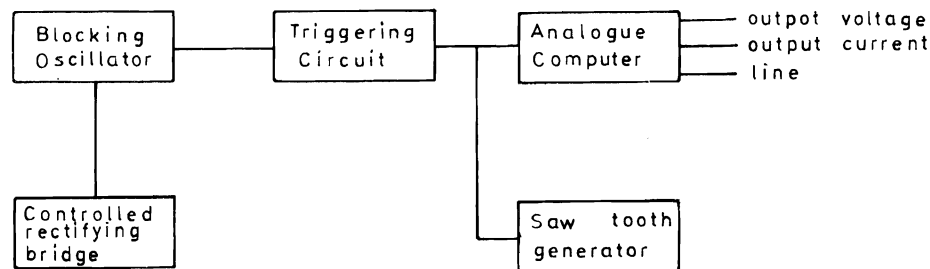 Blocking
Oscillator
Triggering
Circuit
Analogue
Computer
outpot voltage
output current
line
Controlled
rectifying
bridge
Saw tooth
generator